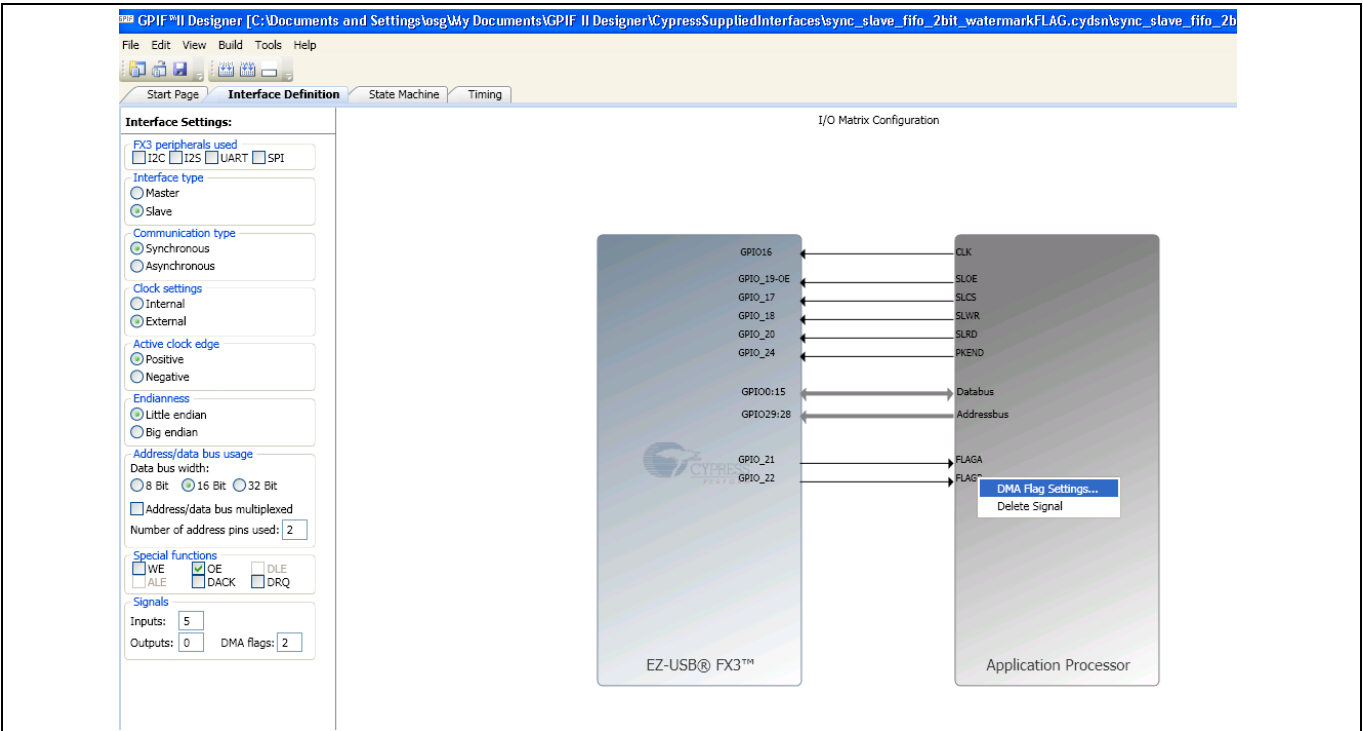 GPIF™II Designer [C:\Documents and Settings\osg\My Documents\GPIF II Designer\CypressSuppliedInterfaces\sync_slave_fifo_2bit_watermarkFLAG.cydsn\sync_slave_fifo_2b
File Edit View Build Tools Help
Start Page Interface Definition State Machine Timing
Interface Settings:
FX3 peripherals used
I2C I2S UART SPI
Interface type
Master
Slave
Communication type
Synchronous
Asynchronous
Clock settings
Internal
External
Active clock edge
Positive
Negative
Endianness
Little endian
Big endian
Address/data bus usage
Data bus width:
8 Bit 16 Bit 32 Bit
Address/data bus multiplexed
Number of address pins used: 2
Special functions
WE OE DLE
ALE DACK DRQ
Signals
Inputs: 5
Outputs: 0 DMA flags: 2
I/O Matrix Configuration
GPIO16 CLK
GPIO_19-OE SLOE
GPIO_17 SLCS
GPIO_18 SLWR
GPIO_20 SLRD
GPIO_24 PKEND
GPIO0:15 Databus
GPIO29:28 Addressbus
GPIO_21 FLAGA
CYPRESS
PERFORM
GPIO_22
DMA Flag Settings...
Delete Signal
EZ-USB® FX3™ Application Processor